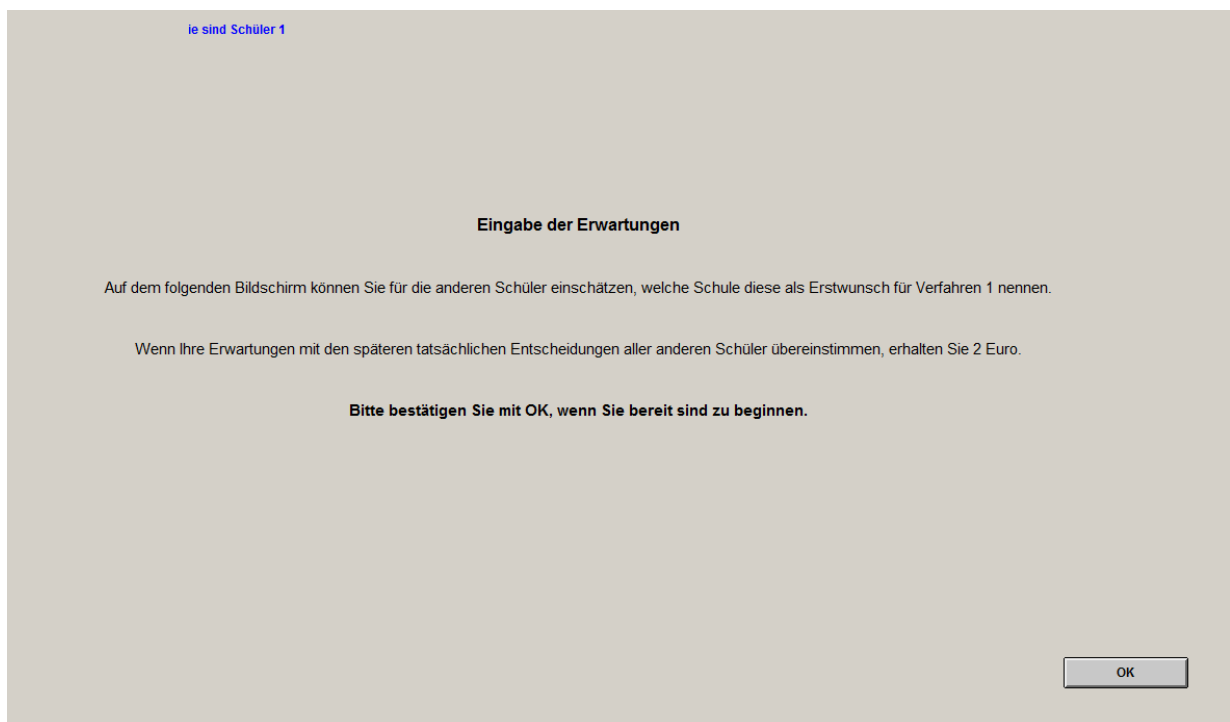 ie sind Schüler 1
Eingabe der Erwartungen
Auf dem folgenden Bildschirm können Sie für die anderen Schüler einschätzen, welche Schule diese als Erstwunsch für Verfahren 1 nennen.
Wenn Ihre Erwartungen mit den späteren tatsächlichen Entscheidungen aller anderen Schüler übereinstimmen, erhalten Sie 2 Euro.
Bitte bestätigen Sie mit OK, wenn Sie bereit sind zu beginnen.
OK